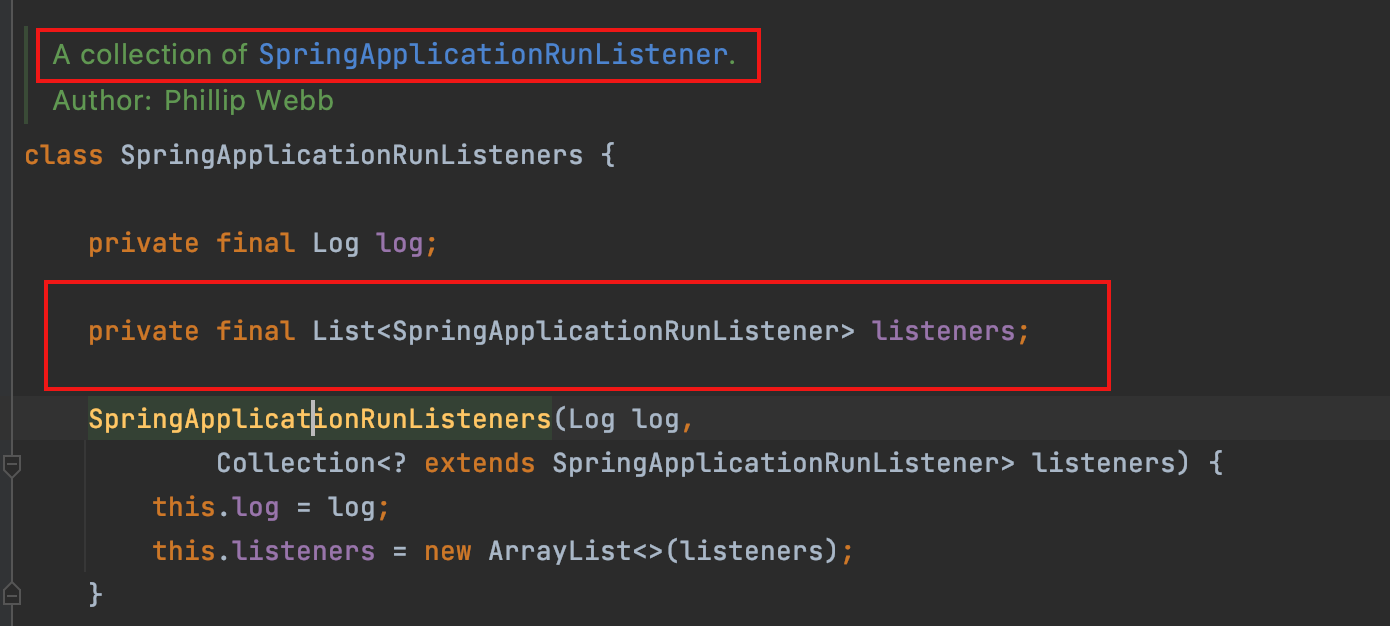 A collection of SpringApplicationRunListener.
Author: Phillip Webb
class SpringApplicationRunListeners {
private final Log log;
private final List<SpringApplicationRunListener> listeners;
SpringApplicationRunListeners(Log log,
Collection<? extends SpringApplicationRunListener> listeners) {
this.log = log;
this.listeners = new ArrayList<>(listeners);
}